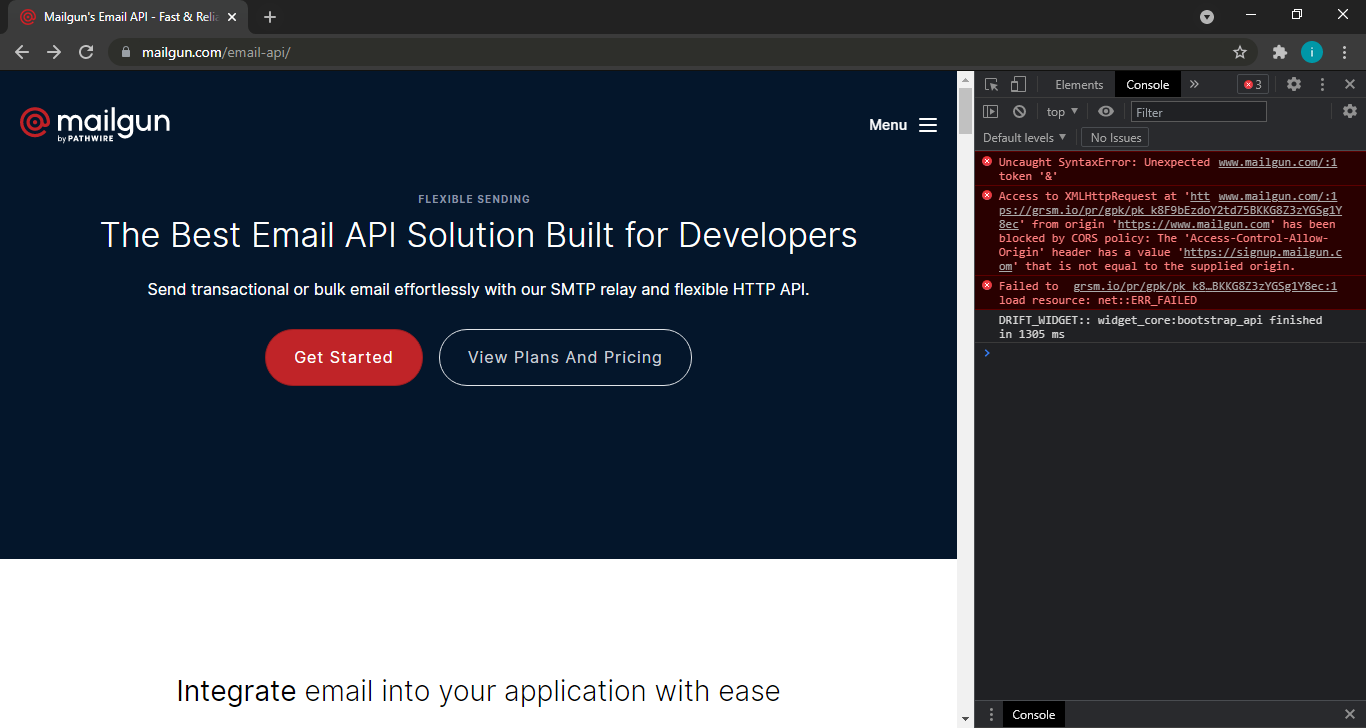 Mailgun's Email API - Fast & Relia
mailgun.com/email-api/
i
mailgun
by PATHWIRE
Menu
FLEXIBLE SENDING
The Best Email API Solution Built for Developers
Send transactional or bulk email effortlessly with our SMTP relay and flexible HTTP API.
Get Started
View Plans And Pricing
Integrate email into your application with ease
Elements Console » 3
top Filter
Default levels No Issues
Uncaught SyntaxError: Unexpected www.mailgun.com/:1
token '&'
Access to XMLHttpRequest at 'htt www.mailgun.com/:1
ps://grsm.io/pr/gpk/pk_k8F9bEzdoY2td75BKKG8Z3zYGSg1Y
8ec' from origin 'https://www.mailgun.com' has been
blocked by CORS policy: The 'Access-Control-Allow-
Origin' header has a value 'https://signup.mailgun.c
om' that is not equal to the supplied origin.
Failed to grsm.io/pr/gpk/pk_k8…BKKG8Z3zYGSg1Y8ec:1
load resource: net::ERR_FAILED
DRIFT_WIDGET:: widget_core:bootstrap_api finished
in 1305 ms
Console